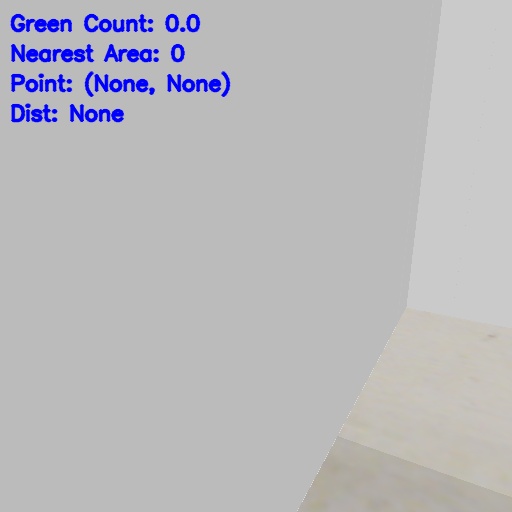 Green Count: 0.0
Nearest Area: 0
Point: (None, None)
Dist: None